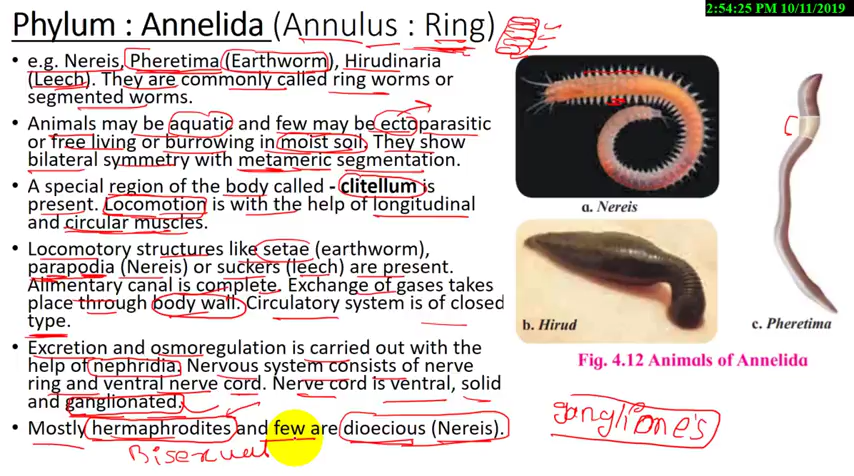 2:54:25 PM 10/11/2019
Phylum : Annelida (Annulus : Ring)
• e.g. Nereis, Pheretima (Earthworm), Hirudinaria
(Leech). They are commonly called ring worms or
segmented worms.
• Animals may be aquatic and few may be ectoparasitic
or free living or burrowing in moist soil. They show
bilateral symmetry with metameric segmentation.
• A special region of the body called - clitellum is
present. Locomotion is with the help of longitudinal
and circular muscles.
• Locomotory structures like setae (earthworm),
parapodia (Nereis) or suckers (leech) are present.
Alimentary canal is complete. Exchange of gases takes
place through body wall. Circulatory system is of closed
type.
• Excretion and osmoregulation is carried out with the
help of nephridia. Nervous system consists of nerve
ring and ventral nerve cord. Nerve cord is ventral, solid
and ganglionated.
• Mostly hermaphrodites and few are dioecious (Nereis).
Bisexual
a. Nereis
b. Hirud
c. Pheretima
Fig. 4.12 Animals of Annelida
ganglione's